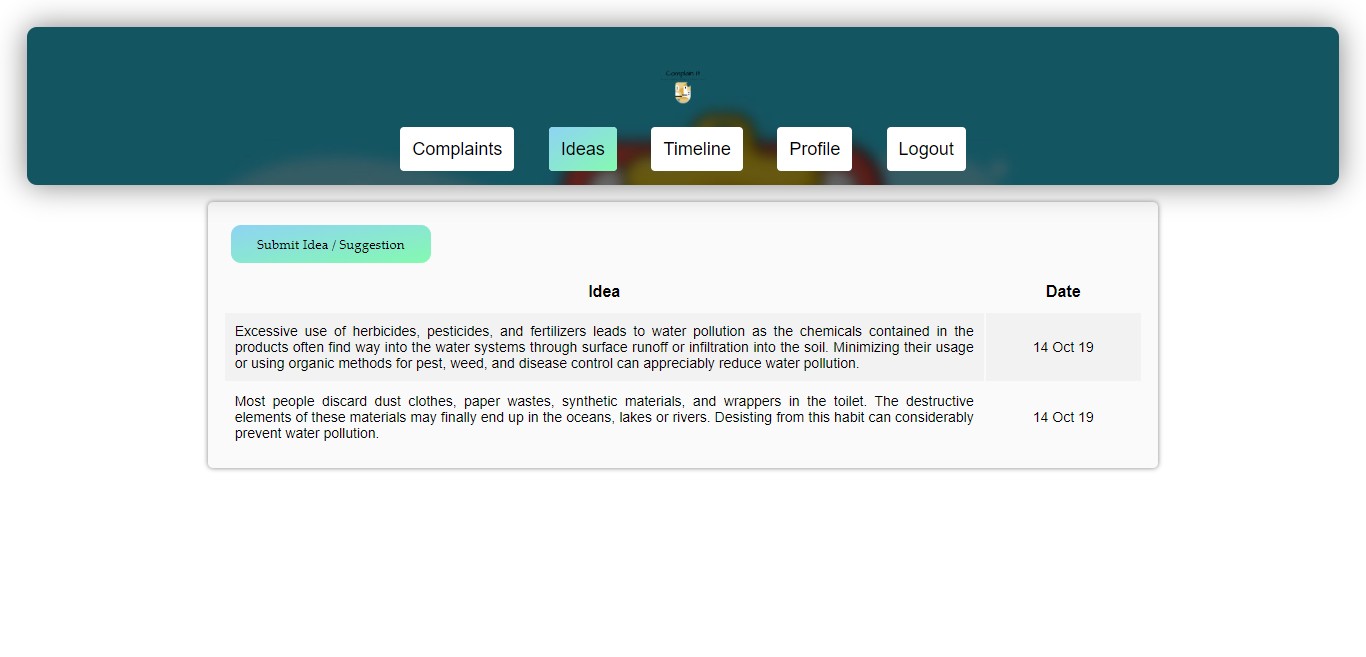 Complain It
Complaints Ideas Timeline Profile Logout
Submit Idea / Suggestion
Idea Date
Excessive use of herbicides, pesticides, and fertilizers leads to water pollution as the chemicals contained in the
products often find way into the water systems through surface runoff or infiltration into the soil. Minimizing their usage
or using organic methods for pest, weed, and disease control can appreciably reduce water pollution.
14 Oct 19
Most people discard dust clothes, paper wastes, synthetic materials, and wrappers in the toilet. The destructive
elements of these materials may finally end up in the oceans, lakes or rivers. Desisting from this habit can considerably
prevent water pollution.
14 Oct 19